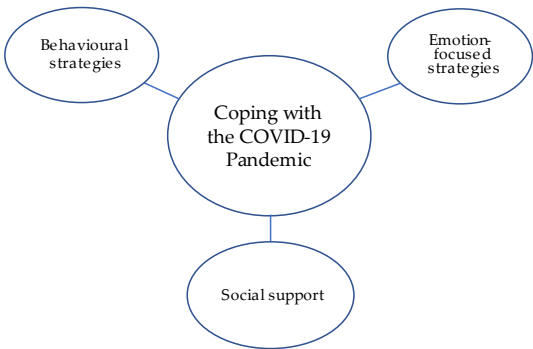 Behavioural
strategies
Emotion-
focused
strategies
Coping with
the COVID-19
Pandemic
Social support